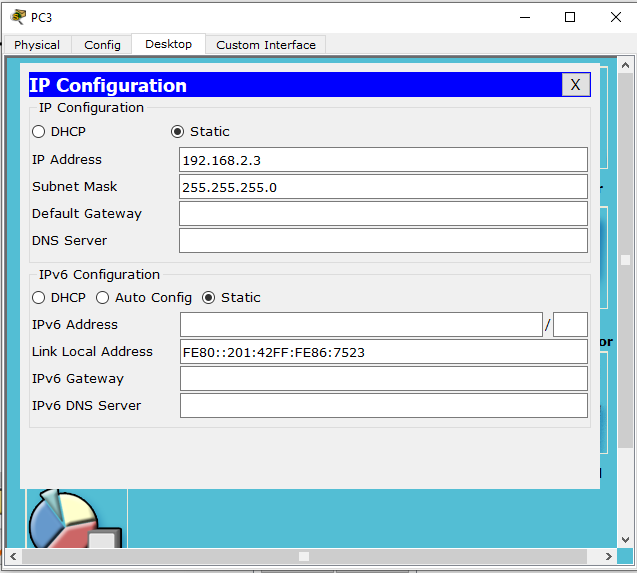 PC3
Physical Config Desktop Custom Interface
IP Configuration X
IP Configuration
DHCP Static
IP Address 192.168.2.3
Subnet Mask 255.255.255.0
Default Gateway
DNS Server
IPv6 Configuration
DHCP Auto Config Static
IPv6 Address /
Link Local Address FE80::201:42FF:FE86:7523
IPv6 Gateway
IPv6 DNS Server
or